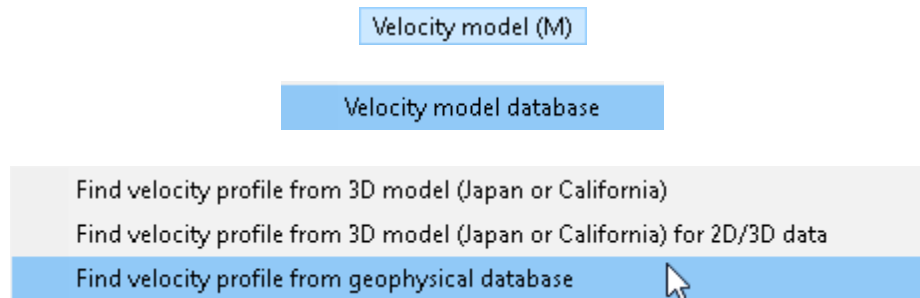 Velocity model (M)
Velocity model database
Find velocity profile from 3D model (Japan or California)
Find velocity profile from 3D model (Japan or California) for 2D/3D data
Find velocity profile from geophysical database